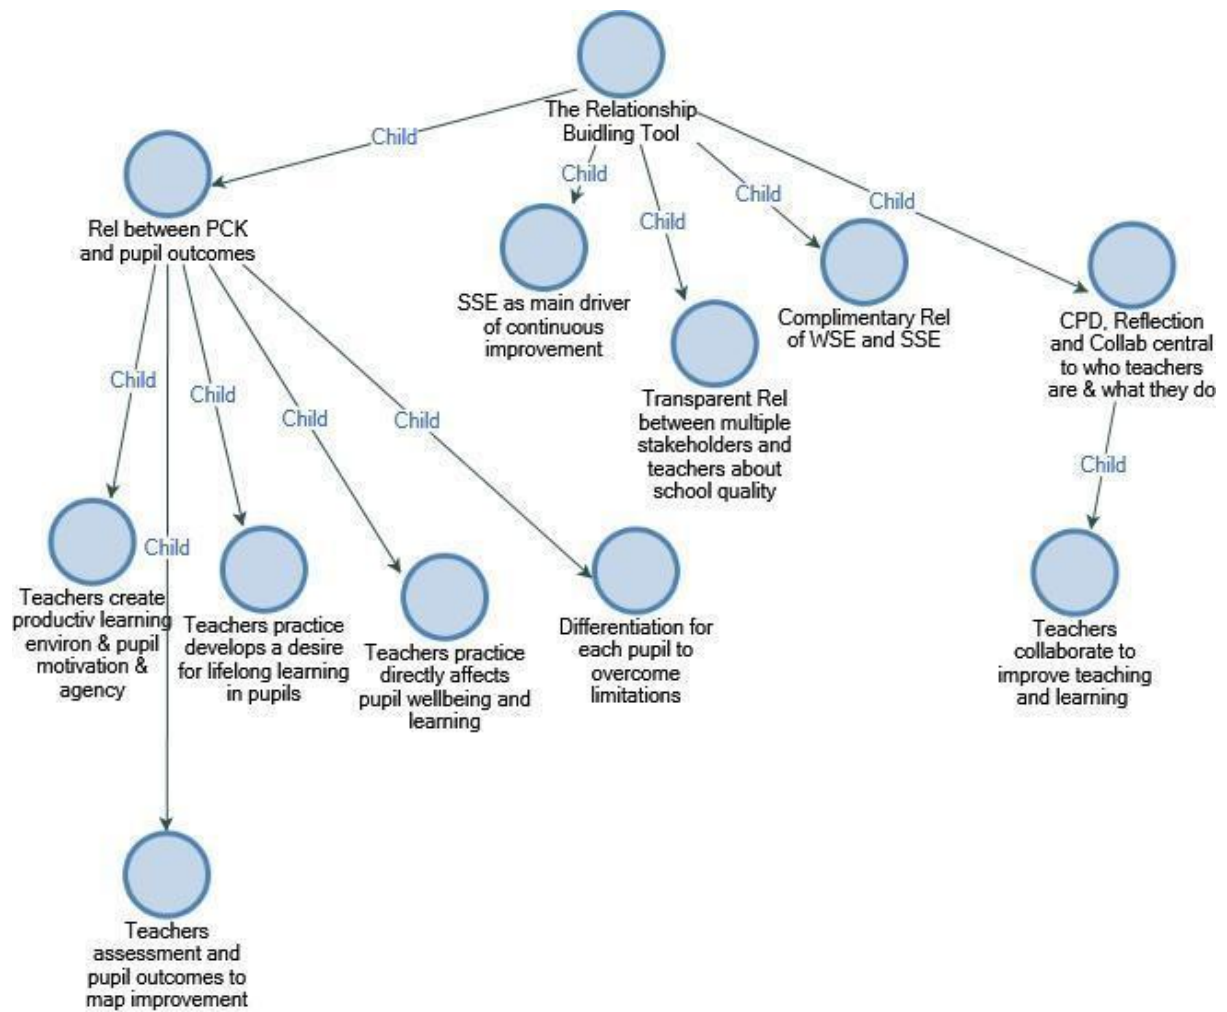 The Relationship
Buidling Tool
Child
Child
Child
Child
Child
Rel between PCK
and pupil outcomes
SSE as main driver
of continuous
improvement
Transparent Rel
between multiple
stakeholders and
teachers about
school quality
Complimentary Rel
of WSE and SSE
CPD, Reflection
and Collab central
to who teachers
are & what they do
Child
Child
Child
Child
Child
Child
Teachers create
productiv learning
environ & pupil
motivation &
agency
Teachers practice
develops a desire
for lifelong learning
in pupils
Teachers practice
directly affects
pupil wellbeing and
learning
Differentiation for
each pupil to
overcome
limitations
Teachers
collaborate to
improve teaching
and learning
Teachers
assessment and
pupil outcomes to
map improvement